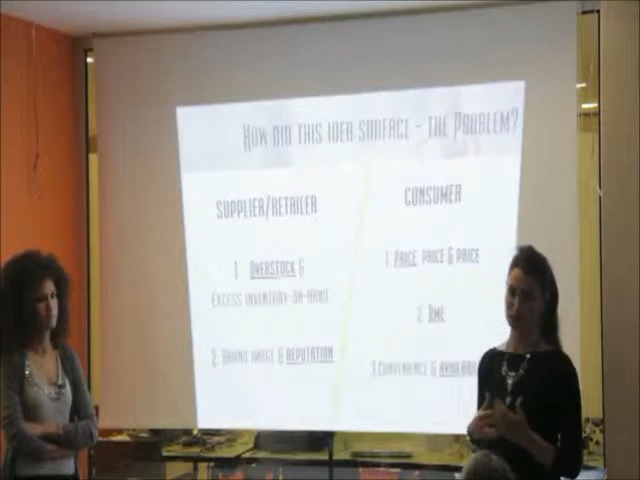 How did this idea surface - the Problem?
Supplier/Retailer
1 Overstock &
Excess inventory-on-hand
2. Brand image & reputation
Consumer
1 Price, price & price
2 Time
3 Convenience &